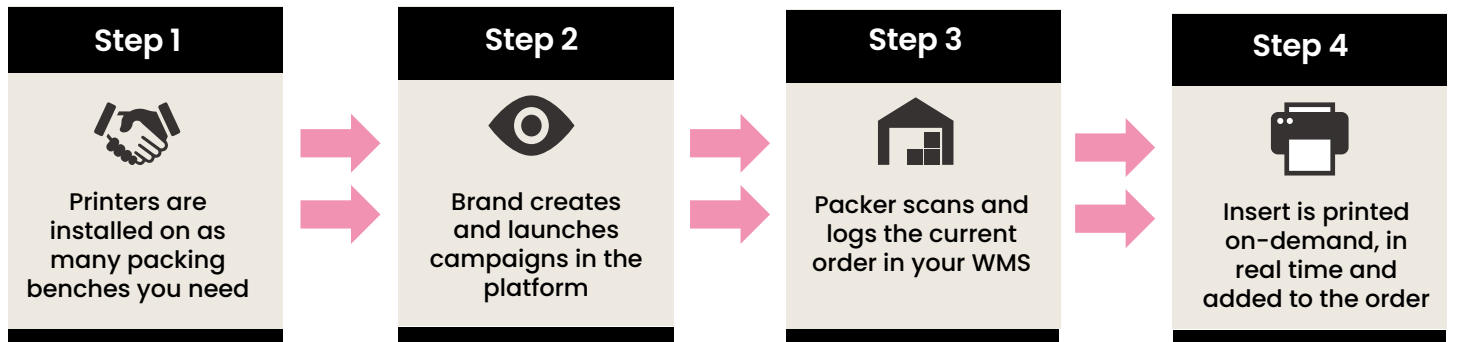 Step 1
Printers are
installed on as
many packing
benches you need
Step 2
Brand creates
and launches
campaigns in the
platform
Step 3
Packer scans and
logs the current
order in your WMS
Step 4
Insert is printed
on-demand, in
real time and
added to the order